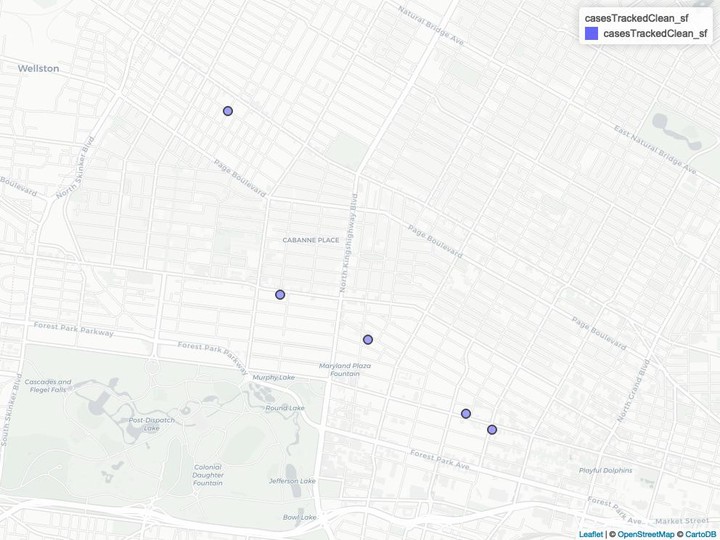 Natural Bridge Ave.
casesTrackedClean_sf
casesTrackedClean_sf
Wellston
North Skinker Blvd.
East Natural Bridge Ave.
Page Boulevard
Boulevard
North Kingshighway Blvd.
CABANNE PLACE
Page Boulevard
Forest Park Parkway
Forest Park Parkway
Page Boulevard
Maryland Plaza
Fountain
Murphy Lake
Cascades and
Flegel Falls
Round Lake
North Grand Blvd.
South Skinker Blvd.
Post-Dispatch
Lake
Forest Park Ave.
Colonial
Daughter
Fountain
Playful Dolphins
Jefferson Lake
Forest Park Ave.
Bowl Lake
Market Street
Leaflet | © OpenStreetMap © CartoDB